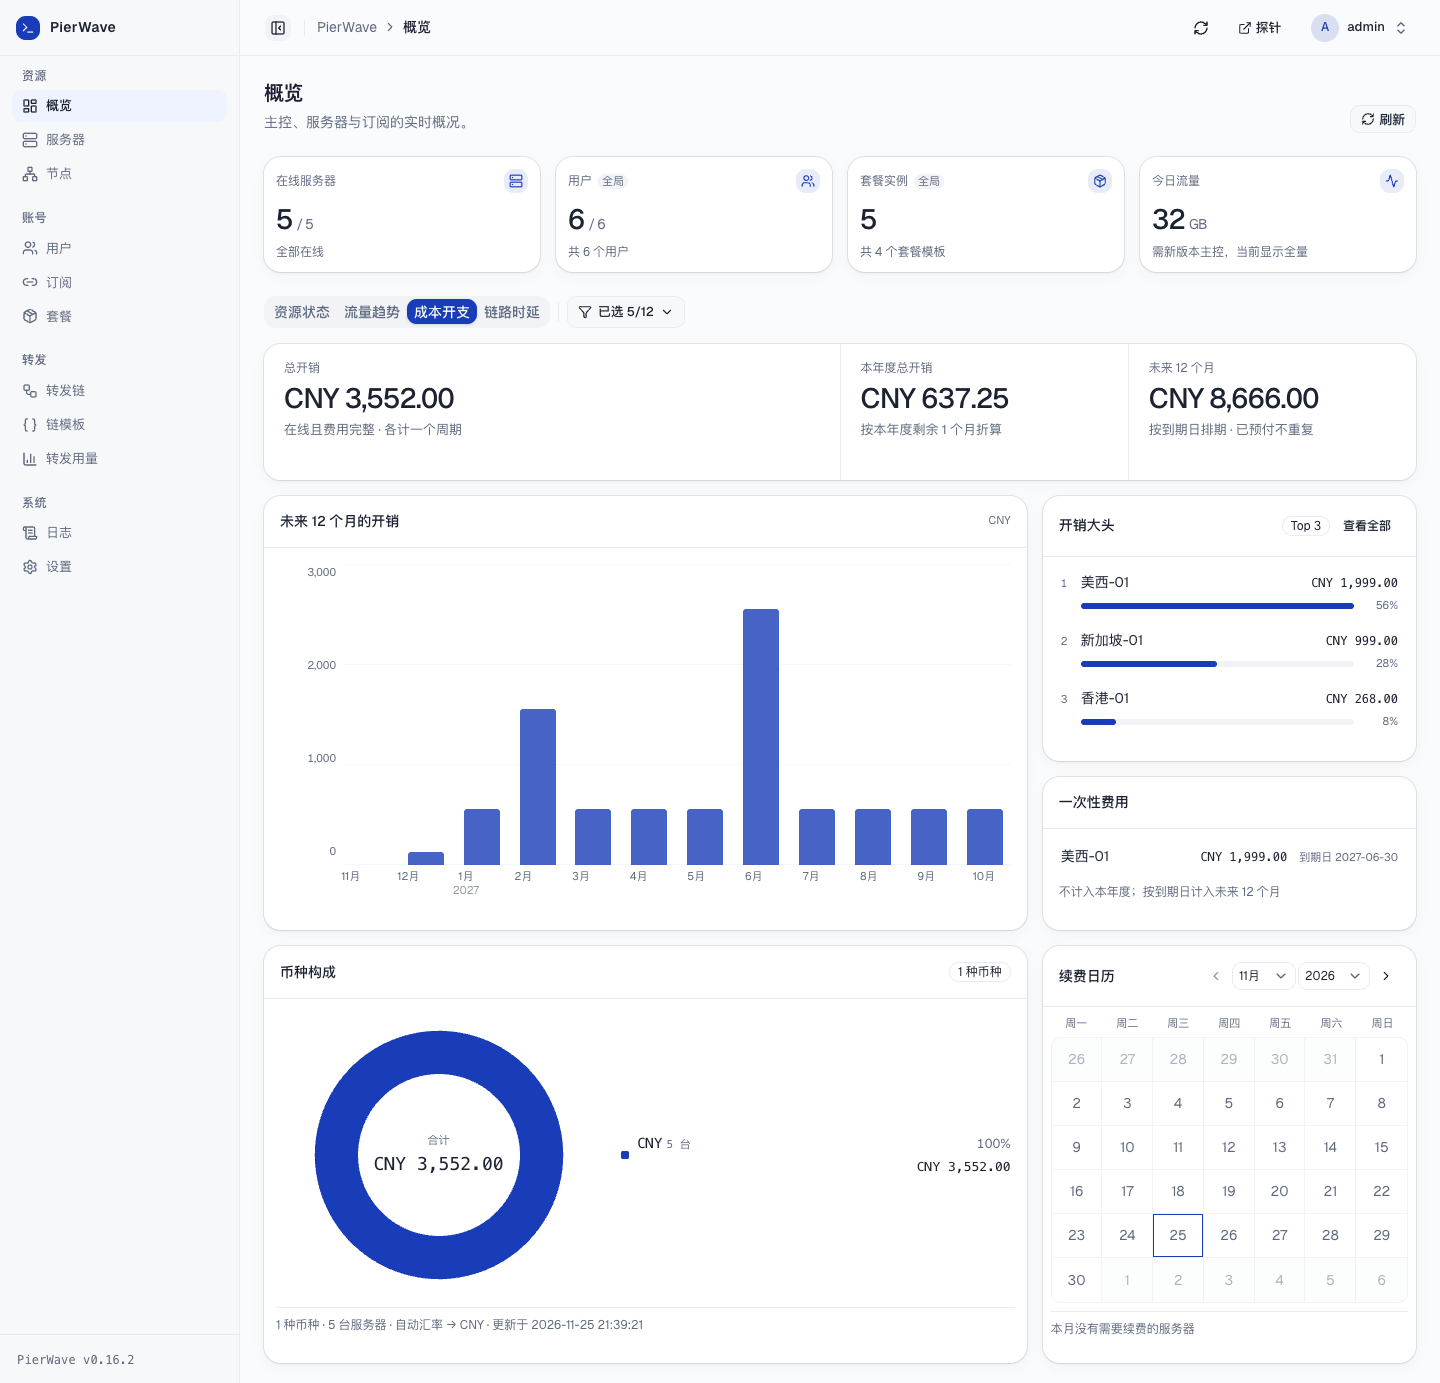 PierWave
PierWave > 概览
探针
A admin
资源
概览
服务器
节点
账号
用户
订阅
套餐
转发
转发链
链模板
转发用量
系统
日志
设置
PierWave v0.16.2
概览
主控、服务器与订阅的实时概况。
刷新
在线服务器
5 / 5
全部在线
用户 全局
6 / 6
共 6 个用户
套餐实例 全局
5
共 4 个套餐模板
今日流量
32 GB
需新版本主控，当前显示全量
资源状态 流量趋势 成本开支 链路时延
已选 5/12
总开销
CNY 3,552.00
在线且费用完整 · 各计一个周期
本年度总开销
CNY 637.25
按本年度剩余 1 个月折算
未来 12 个月
CNY 8,666.00
按到期日排期 · 已预付不重复
未来 12 个月的开销 CNY
3,000
2,000
1,000
0
11月 12月 1月 2月 3月 4月 5月 6月 7月 8月 9月 10月
2027
开销大头 Top 3 查看全部
1 美西-01 CNY 1,999.00
56%
2 新加坡-01 CNY 999.00
28%
3 香港-01 CNY 268.00
8%
一次性费用
美西-01 CNY 1,999.00 到期日 2027-06-30
不计入本年度；按到期日计入未来 12 个月
币种构成 1 种币种
合计
CNY 3,552.00
CNY 5 台 100%
CNY 3,552.00
1 种币种 · 5 台服务器 · 自动汇率 → CNY · 更新于 2026-11-25 21:39:21
续费日历 11月 2026
周一 周二 周三 周四 周五 周六 周日
26 27 28 29 30 31 1
2 3 4 5 6 7 8
9 10 11 12 13 14 15
16 17 18 19 20 21 22
23 24 25 26 27 28 29
30 1 2 3 4 5 6
本月没有需要续费的服务器